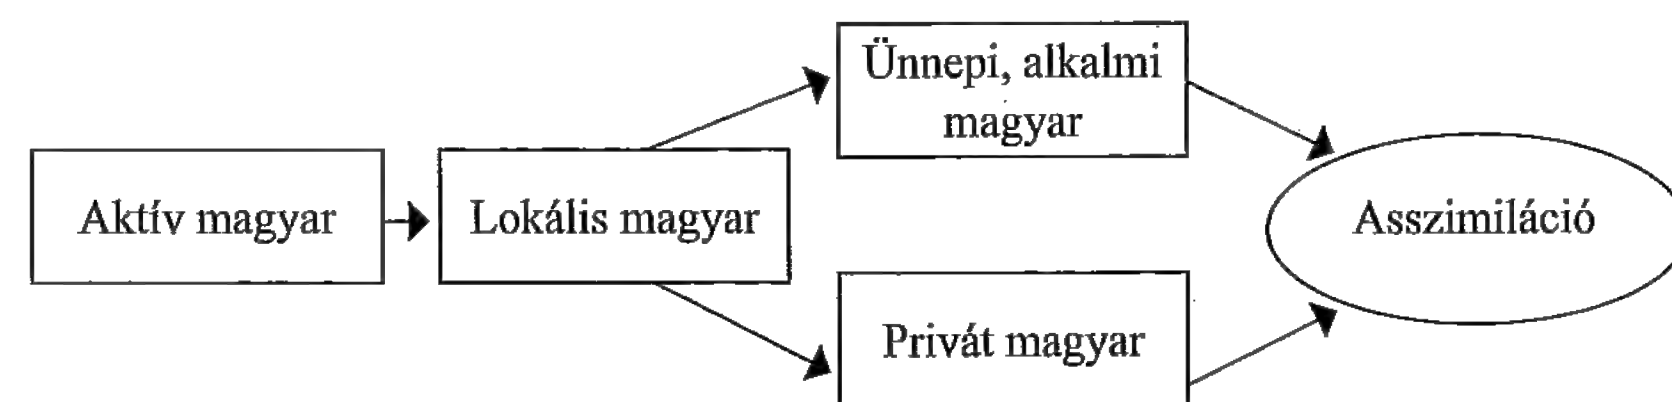 Aktív magyar
Lokális magyar
Ünnepi, alkalmi
magyar
Privát magyar
Asszimiláció